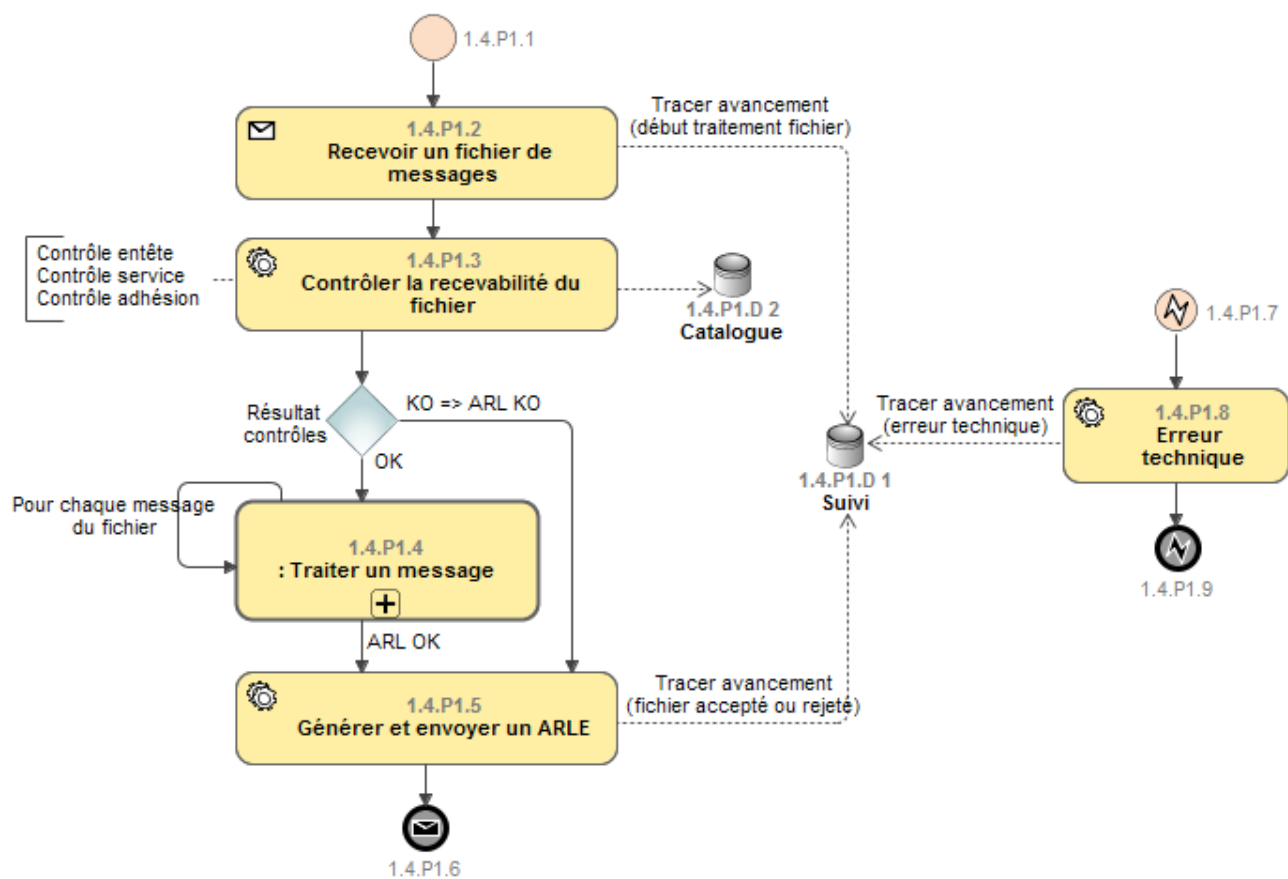 1.4.P1.1
1.4.P1.2
Recevoir un fichier de
messages
Tracer avancement
(début traitement fichier)
Contrôle entête
Contrôle service
Contrôle adhésion
1.4.P1.3
Contrôler la recevabilité du
fichier
1.4.P1.D 2
Catalogue
1.4.P1.7
Résultat
contrôles
KO => ARL KO
OK
Tracer avancement
(erreur technique)
1.4.P1.8
Erreur
technique
1.4.P1.D 1
Suivi
Pour chaque message
du fichier
1.4.P1.4
: Traiter un message
1.4.P1.9
ARL OK
1.4.P1.5
Générer et envoyer un ARLE
Tracer avancement
(fichier accepté ou rejeté)
1.4.P1.6